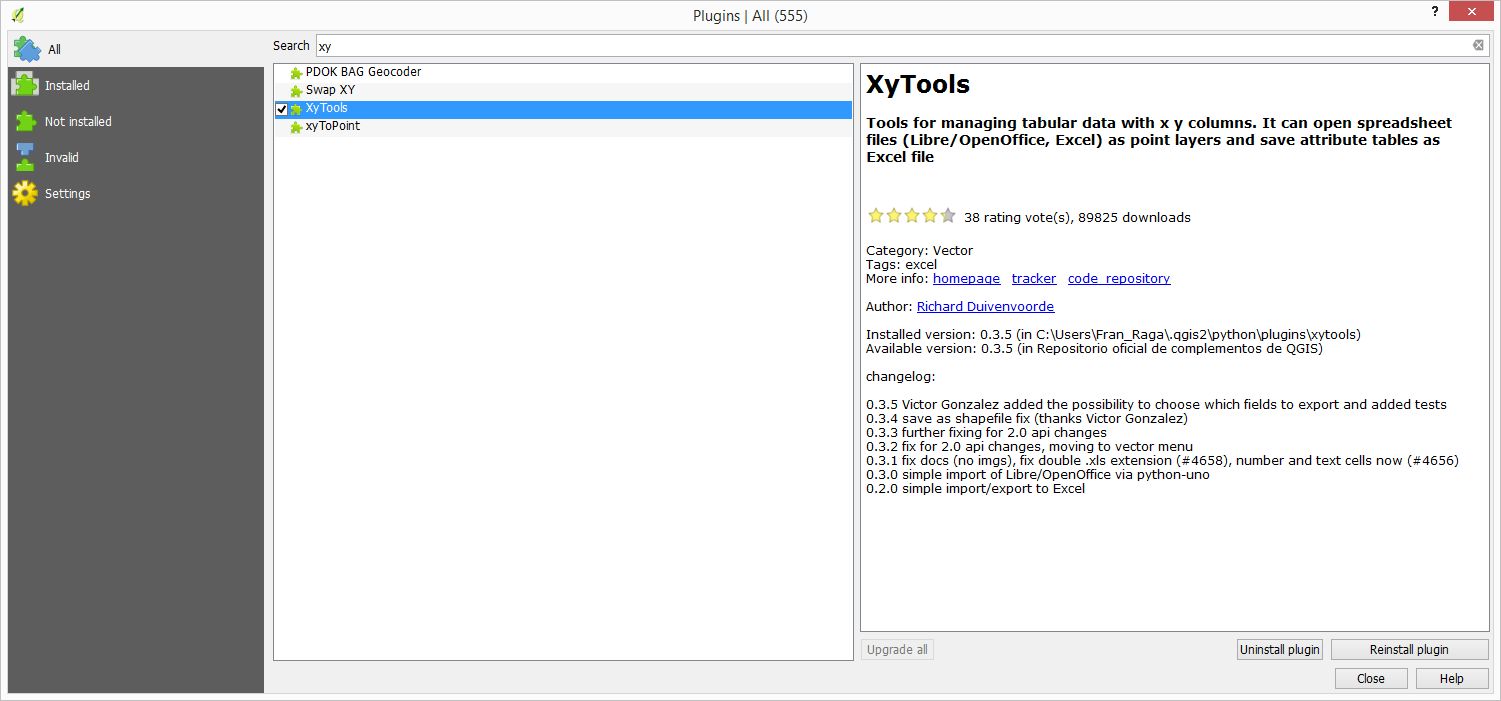 Plugins | All (555)
?
All
Installed
Not installed
Invalid
Settings
Search xy
PDOK BAG Geocoder
Swap XY
XyTools
xyToPoint
XyTools
Tools for managing tabular data with x y columns. It can open spreadsheet
files (Libre/OpenOffice, Excel) as point layers and save attribute tables as
Excel file
38 rating vote(s), 89825 downloads
Category: Vector
Tags: excel
More info: homepage tracker code_repository
Author: Richard Duivenvoorde
Installed version: 0.3.5 (in C:\Users\Fran_Raga\.qgis2\python\plugins\xytools)
Available version: 0.3.5 (in Repositorio oficial de complementos de QGIS)
changelog:
0.3.5 Victor Gonzalez added the possibility to choose which fields to export and added tests
0.3.4 save as shapefile fix (thanks Victor Gonzalez)
0.3.3 further fixing for 2.0 api changes
0.3.2 fix for 2.0 api changes, moving to vector menu
0.3.1 fix docs (no imgs), fix double .xls extension (#4658), number and text cells now (#4656)
0.3.0 simple import of Libre/OpenOffice via python-uno
0.2.0 simple import/export to Excel
Upgrade all
Uninstall plugin
Reinstall plugin
Close
Help